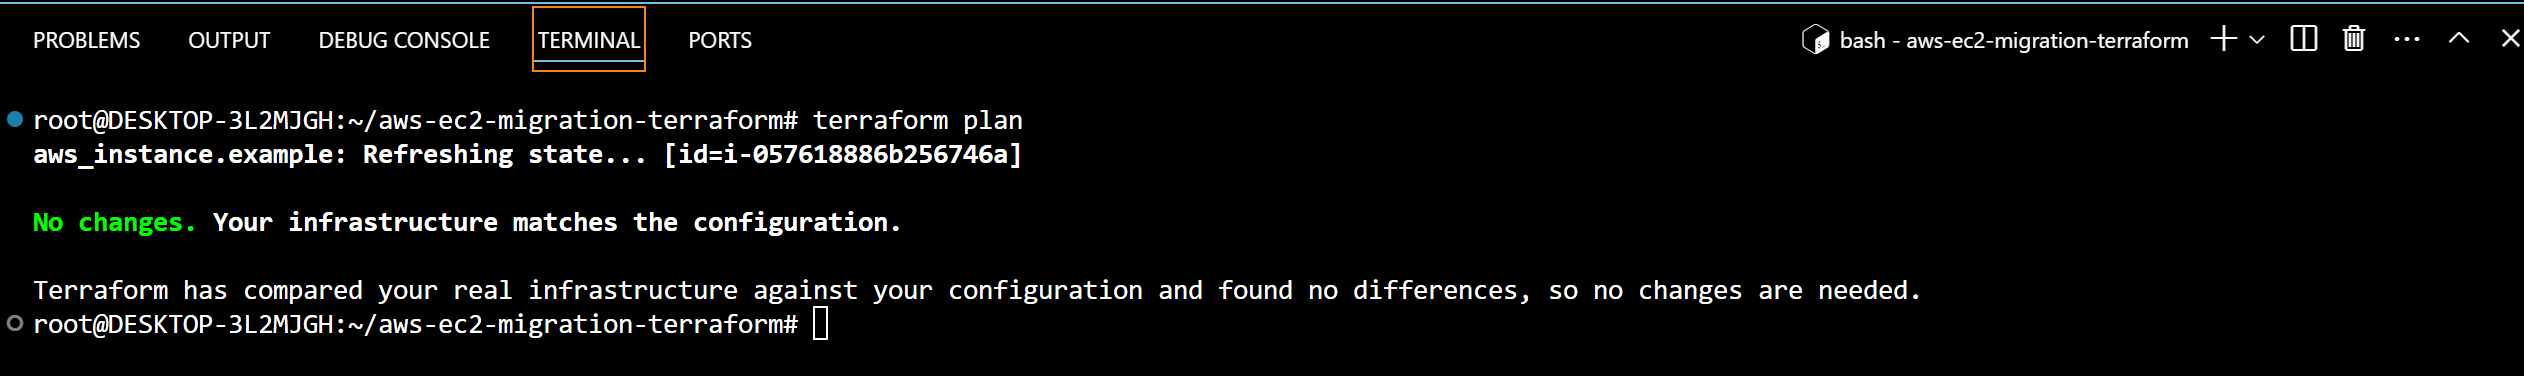 PROBLEMS OUTPUT DEBUG CONSOLE TERMINAL PORTS bash - aws-ec2-migration-terraform
root@DESKTOP-3L2MJGH:~/aws-ec2-migration-terraform# terraform plan
aws_instance.example: Refreshing state... [id=i-057618886b256746a]
No changes. Your infrastructure matches the configuration.
Terraform has compared your real infrastructure against your configuration and found no differences, so no changes are needed.
root@DESKTOP-3L2MJGH:~/aws-ec2-migration-terraform#